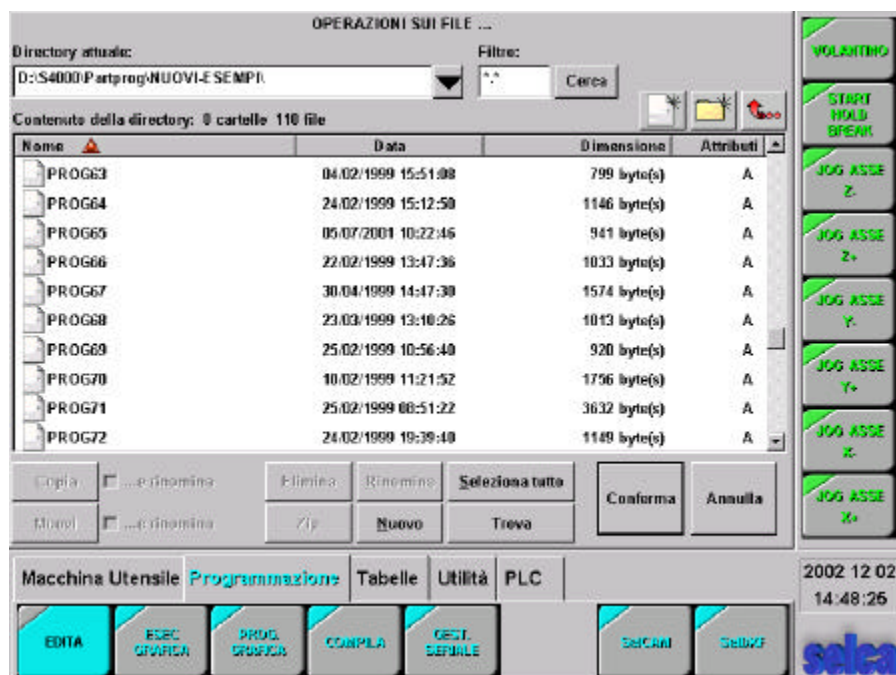 OPERAZIONI SUI FILE ...
Directory attuale:
Filtro:
D:\S4000\Partprog\NUOVI-ESEMPI\
*.*
Cerca
Contenuto della directory: 0 cartelle 110 file
Nome Data Dimensione Attributi
PROG63 04/02/1999 15:51:08 799 byte(s) A
PROG64 24/02/1999 15:12:50 1146 byte(s) A
PROG65 05/07/2001 10:22:46 941 byte(s) A
PROG66 22/02/1999 13:47:36 1033 byte(s) A
PROG67 30/04/1999 14:47:30 1574 byte(s) A
PROG68 23/03/1999 13:10:26 1013 byte(s) A
PROG69 25/02/1999 10:56:40 920 byte(s) A
PROG70 10/02/1999 11:21:52 1756 byte(s) A
PROG71 25/02/1999 08:51:22 3632 byte(s) A
PROG72 24/02/1999 19:39:40 1149 byte(s) A
Copia ...e rinomina Elimina Rinomina Seleziona tutto
Muovi ...e rinomina Zip Nuovo Trova
Conferma Annulla
Macchina Utensile Programmazione Tabelle Utilità PLC
EDITA
ESEC
GRAFICA
PROG.
GRAFICA
COMPILA
GEST.
SERIALE
SelCAM
SelDXF
VOLANTINO
START
HOLD
BREAK
JOG ASSE
Z-
JOG ASSE
Z+
JOG ASSE
Y-
JOG ASSE
Y+
JOG ASSE
X-
JOG ASSE
X+
2002 12 02
14:48:26
selca